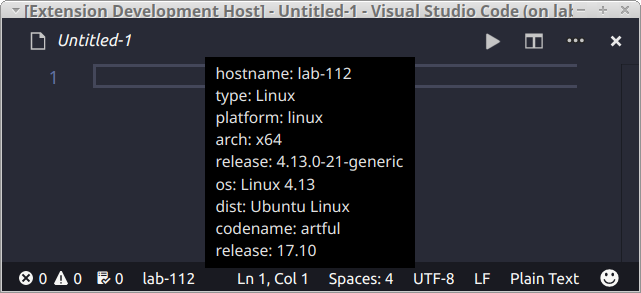 [Extension Development Host] - Untitled-1 - Visual Studio Code (on lab
Untitled-1
1
hostname: lab-112
type: Linux
platform: linux
arch: x64
release: 4.13.0-21-generic
os: Linux 4.13
dist: Ubuntu Linux
codename: artful
release: 17.10
0 0 0 lab-112 Ln 1, Col 1 Spaces: 4 UTF-8 LF Plain Text